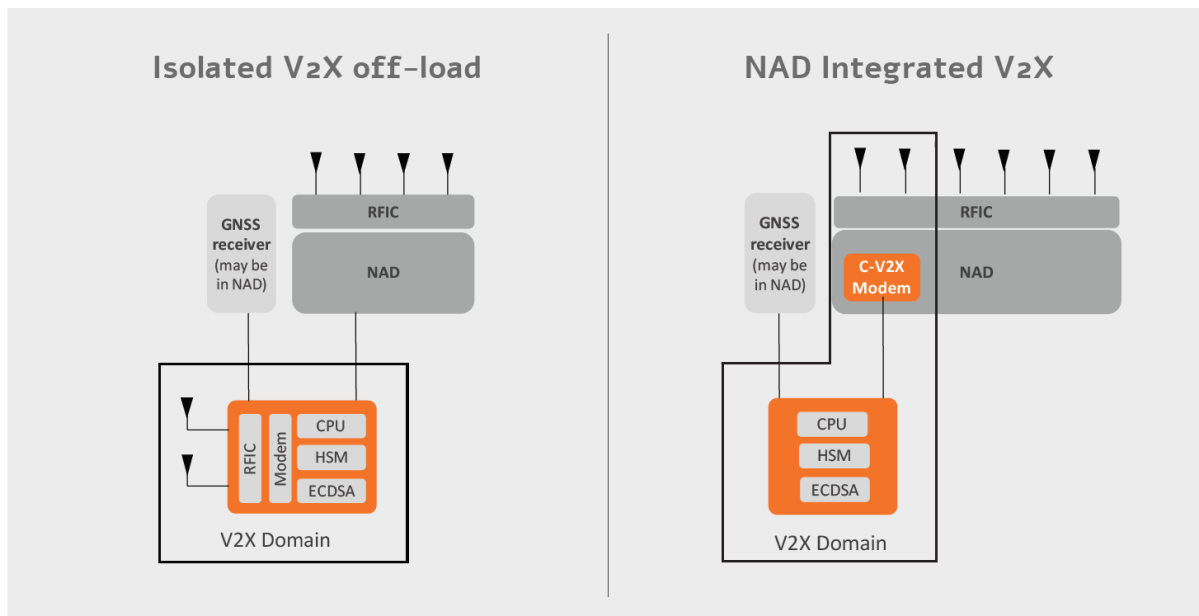 Isolated V2X off-load
RFIC
GNSS
receiver
(may be
in NAD)
NAD
RFIC
Modem
CPU
HSM
ECDSA
V2X Domain
NAD Integrated V2X
RFIC
GNSS
receiver
(may be
in NAD)
C-V2X
Modem
NAD
CPU
HSM
ECDSA
V2X Domain